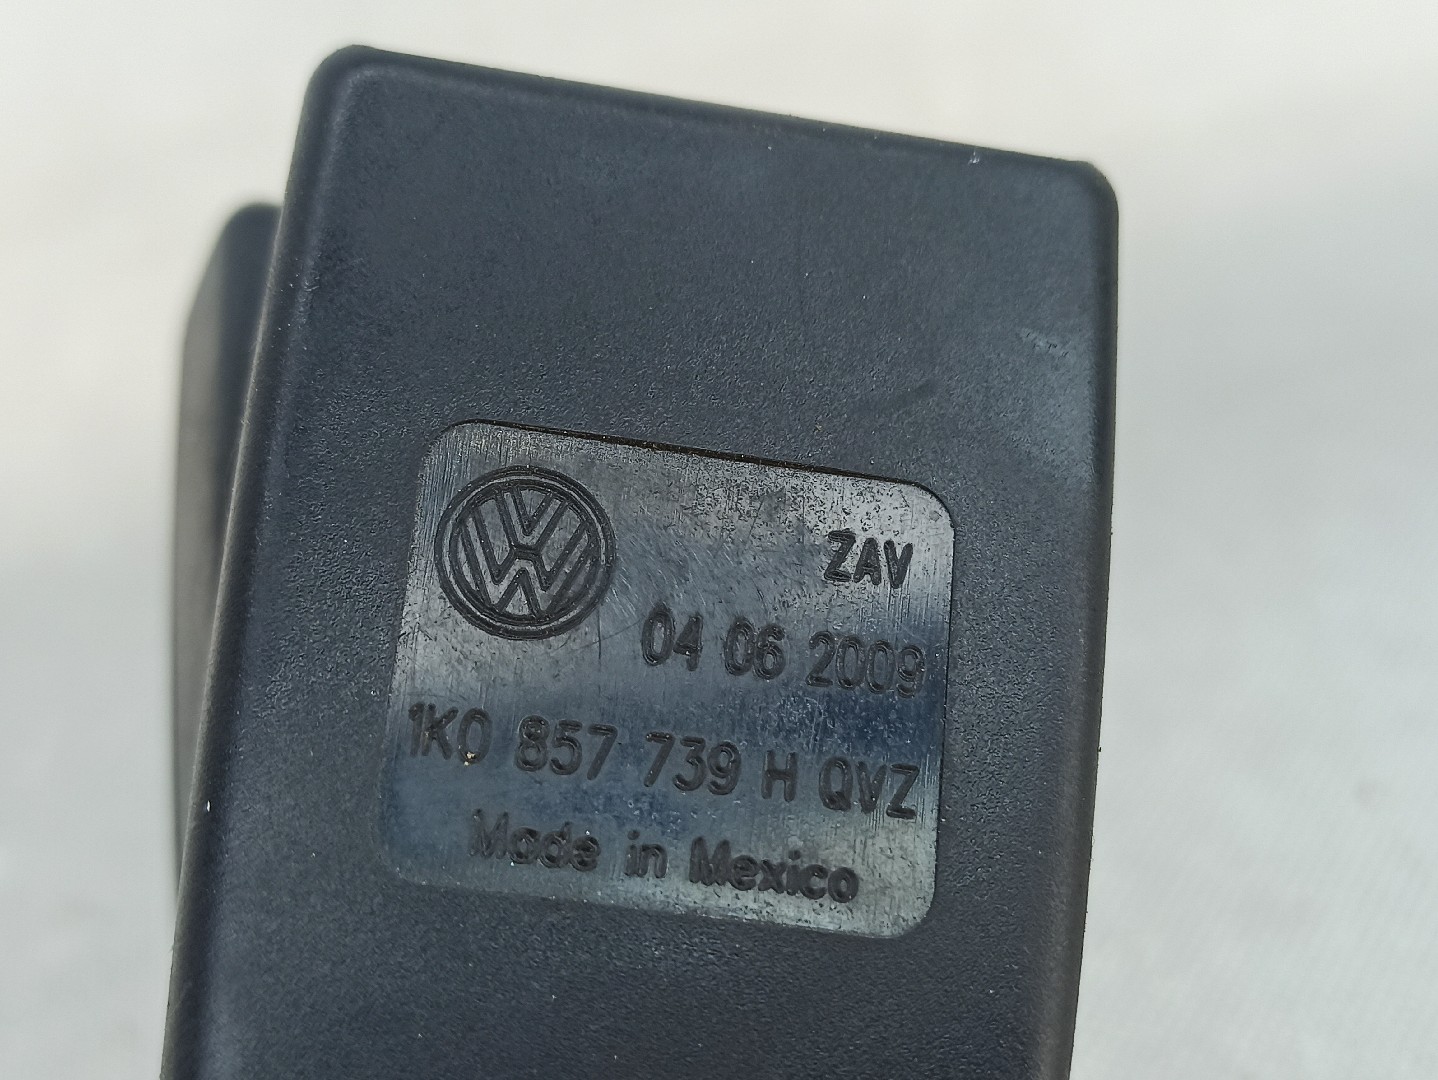 ZAV
04 06 2009
1K0 857 739 H QVZ
Made in Mexico